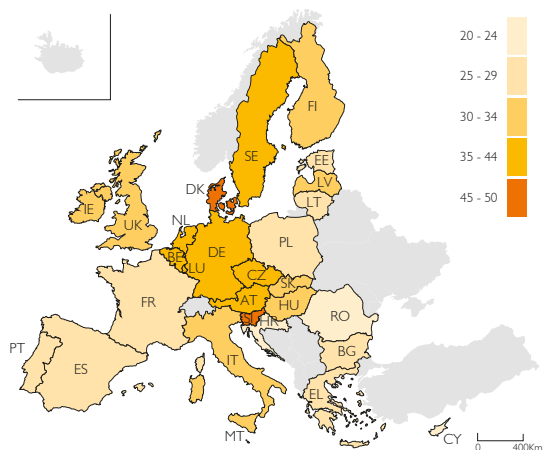 20 - 24
25 - 29
30 - 34
35 - 44
45 - 50
FI
SE
EE
LV
LT
DK
IE
UK
NL
BE
LU
DE
PL
CZ
SK
AT
HU
FR
SI
HR
RO
BG
IT
PT
ES
EL
MT
CY
0 400Km